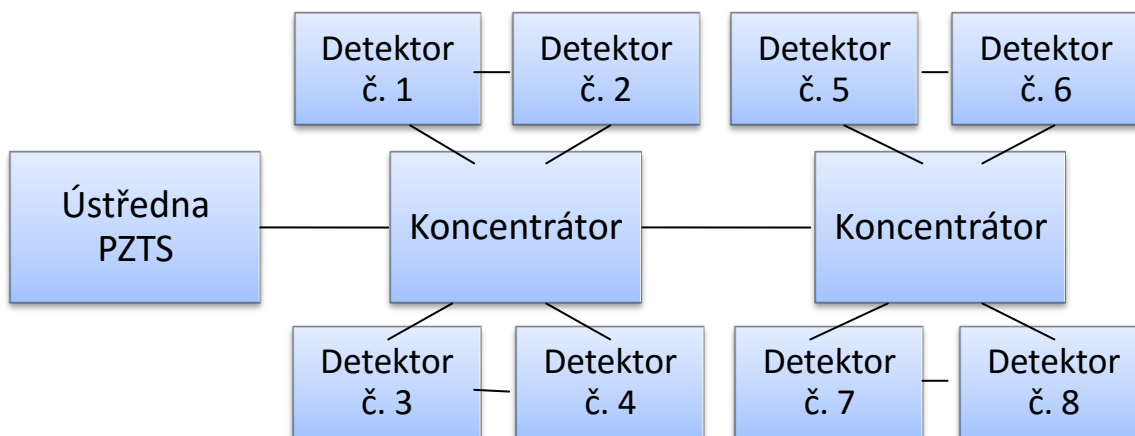 Detektor
č. 1
Detektor
č. 2
Detektor
č. 5
Detektor
č. 6
Ústředna
PZTS
Koncentrátor
Koncentrátor
Detektor
č. 3
Detektor
č. 4
Detektor
č. 7
Detektor
č. 8